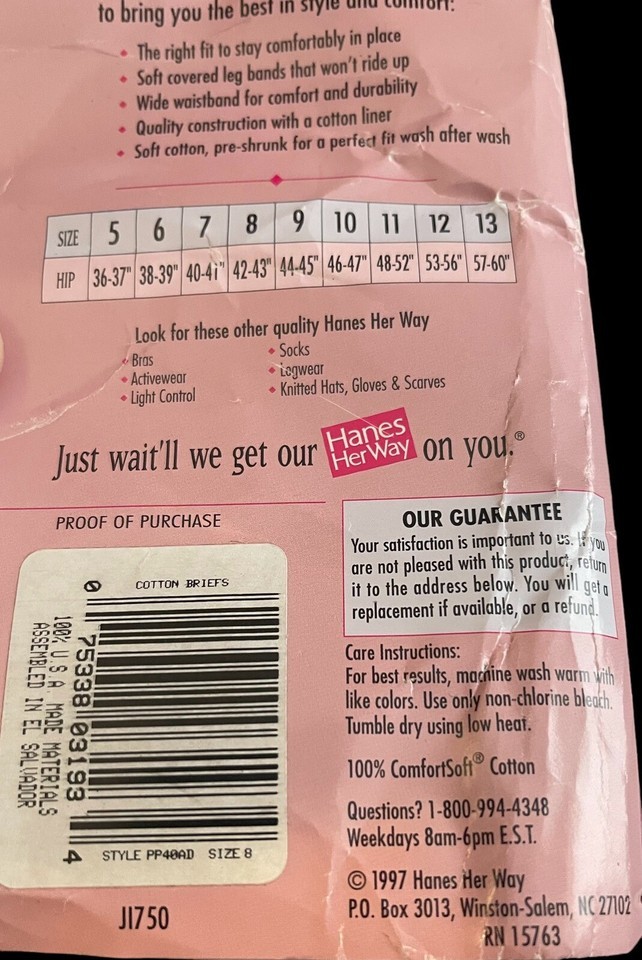 to bring you the best in style and comfort:
• The right fit to stay comfortably in place
• Soft covered leg bands that won't ride up
• Wide waistband for comfort and durability
• Quality construction with a cotton liner
• Soft cotton, pre-shrunk for a perfect fit wash after wash
SIZE 5 6 7 8 9 10 11 12 13
HIP 36-37" 38-39" 40-41" 42-43" 44-45" 46-47" 48-52" 53-56" 57-60"
Look for these other quality Hanes Her Way
• Bras
• Activewear
• Light Control
• Socks
• Legwear
• Knitted Hats, Gloves & Scarves
Just wait'll we get our Hanes HerWay on you.®
PROOF OF PURCHASE
COTTON BRIEFS
0 75338 03193 4
100% U.S.A. MADE MATERIALS
ASSEMBLED IN EL SALVADOR
STYLE PP40AD SIZE 8
JI750
OUR GUARANTEE
Your satisfaction is important to us. If you
are not pleased with this product, return
it to the address below. You will get a
replacement if available, or a refund.
Care Instructions:
For best results, machine wash warm with
like colors. Use only non-chlorine bleach.
Tumble dry using low heat.
100% ComfortSoft® Cotton
Questions? 1-800-994-4348
Weekdays 8am-6pm E.S.T.
© 1997 Hanes Her Way
P.O. Box 3013, Winston-Salem, NC 27102
RN 15763